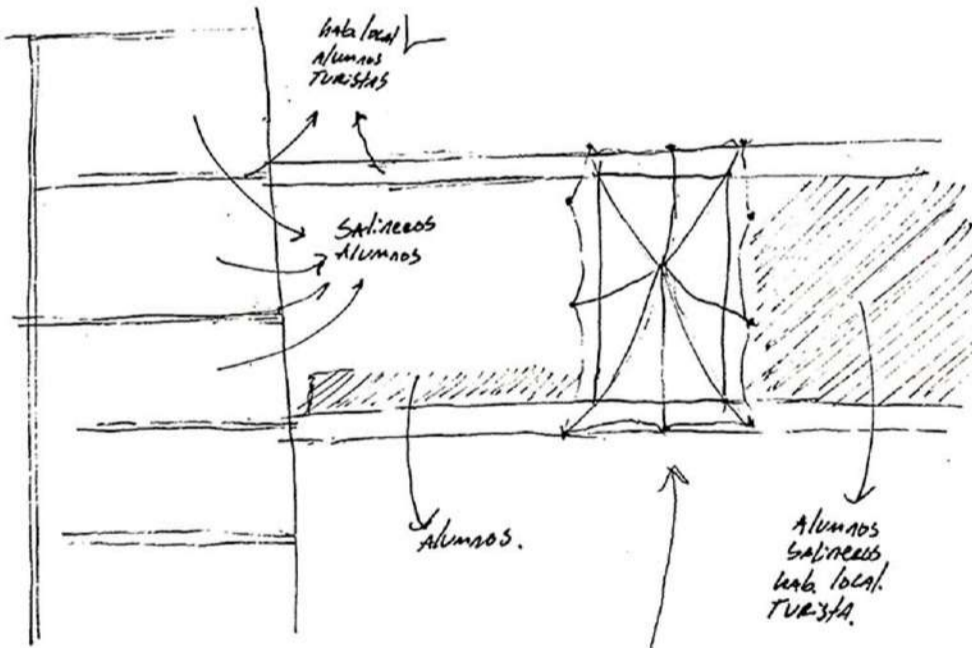 hab. local
Alumnos
TURISTAS
SALINEROS
Alumnos
Alumnos.
Alumnos
SALINEROS
hab. local.
TURISTA.